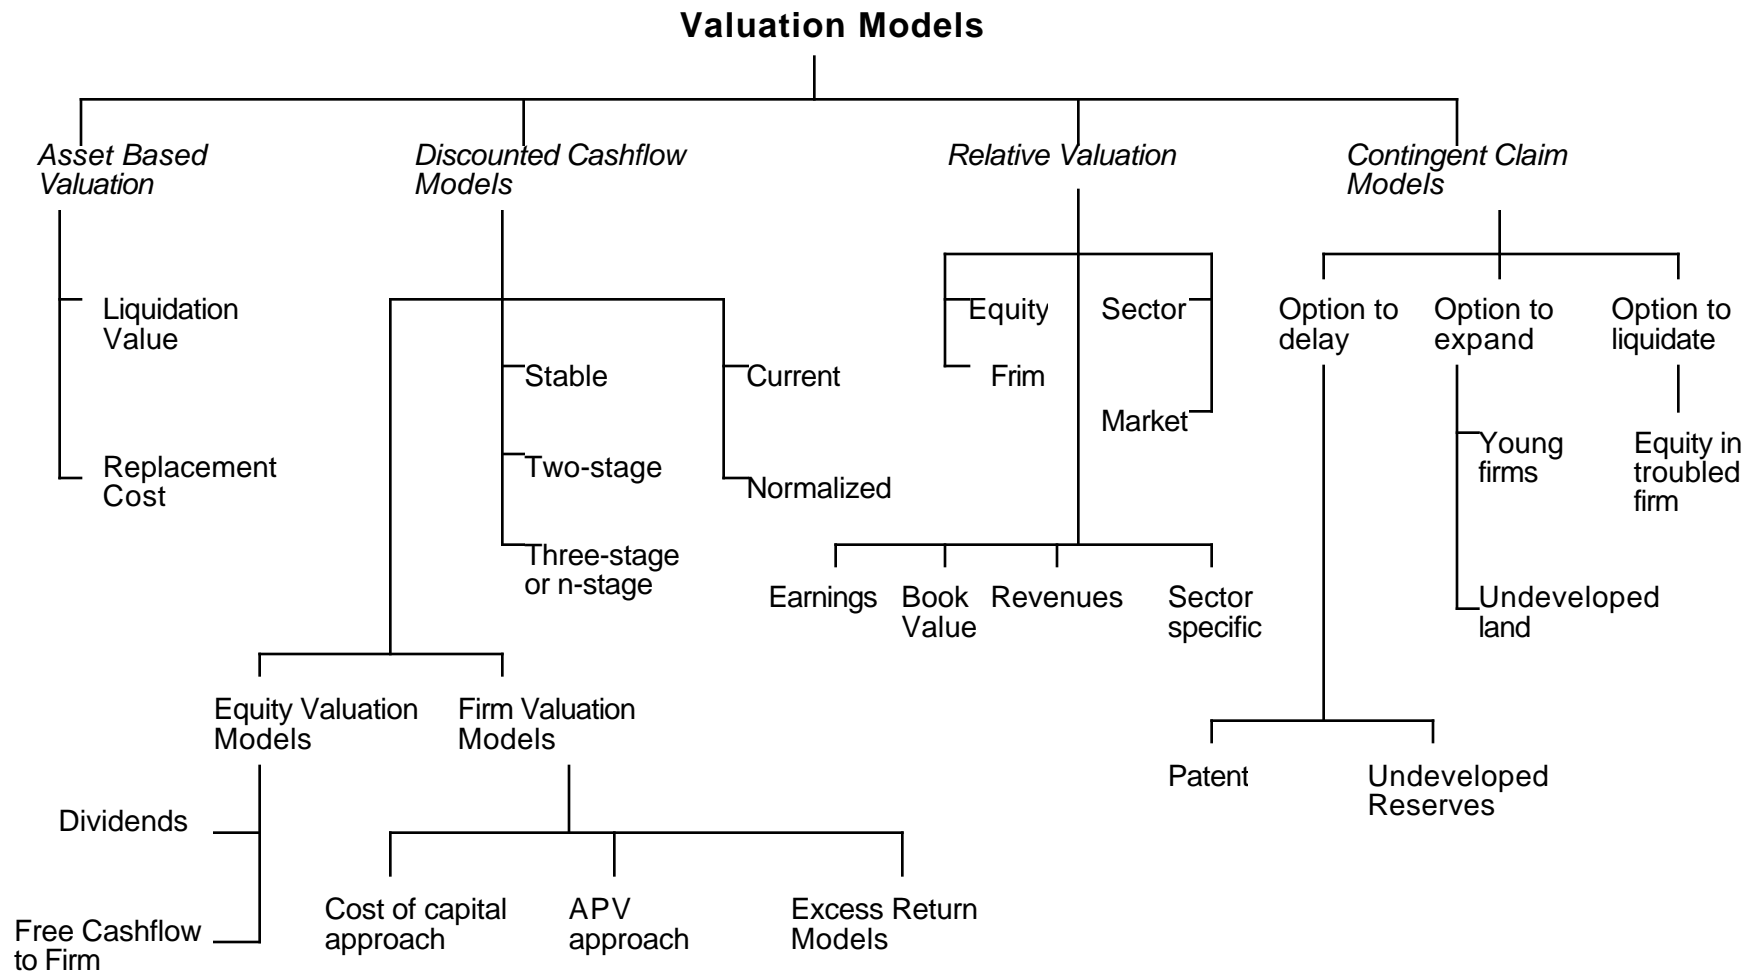 Valuation Models
Asset Based
Valuation
Discounted Cashflow
Models
Relative Valuation
Contingent Claim
Models
Liquidation
Value
Replacement
Cost
Stable
Two-stage
Three-stage
or n-stage
Current
Normalized
Equity Valuation
Models
Firm Valuation
Models
Dividends
Free Cashflow
to Firm
Cost of capital
approach
APV
approach
Excess Return
Models
Equity
Frim
Sector
Market
Earnings
Book
Value
Revenues
Sector
specific
Option to
delay
Option to
expand
Option to
liquidate
Young
firms
Undeveloped
land
Equity in
troubled
firm
Patent
Undeveloped
Reserves